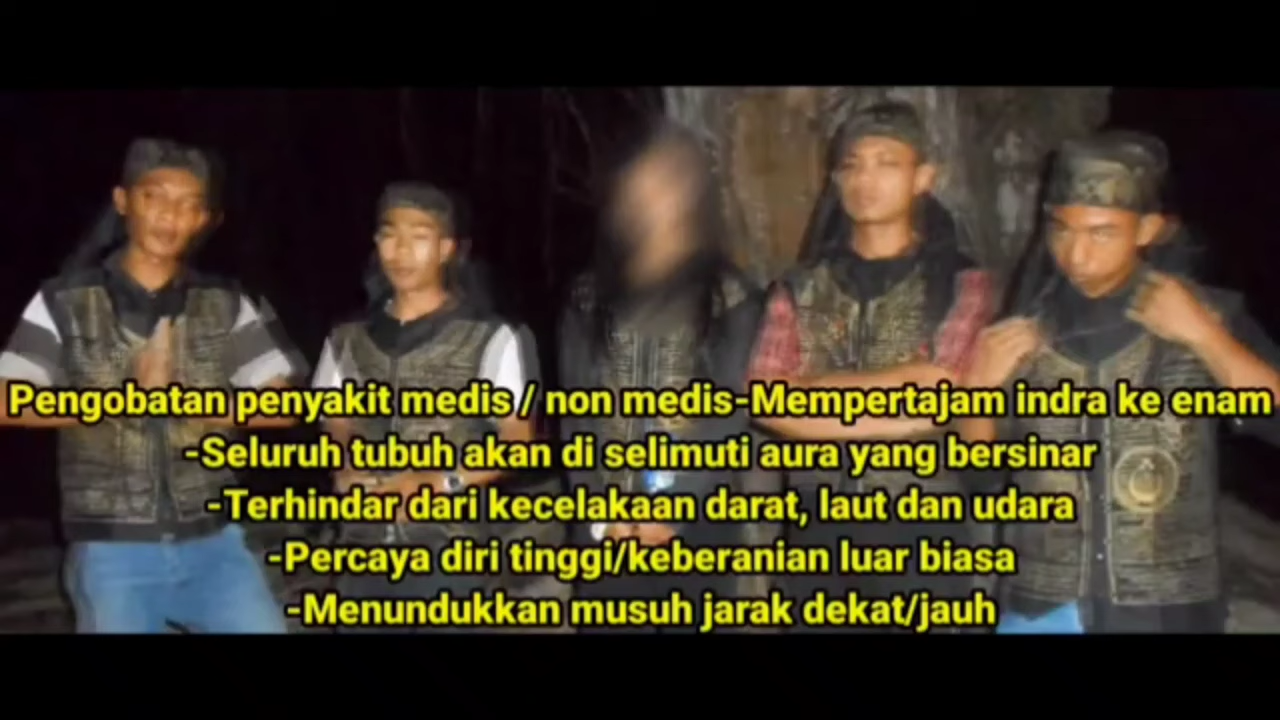 Pengobatan penyakit medis / non medis-Mempertajam indra ke enam
-Seluruh tubuh akan di selimuti aura yang bersinar
-Terhindar dari kecelakaan darat, laut dan udara
-Percaya diri tinggi/keberanian luar biasa
-Menundukkan musuh jarak dekat/jauh